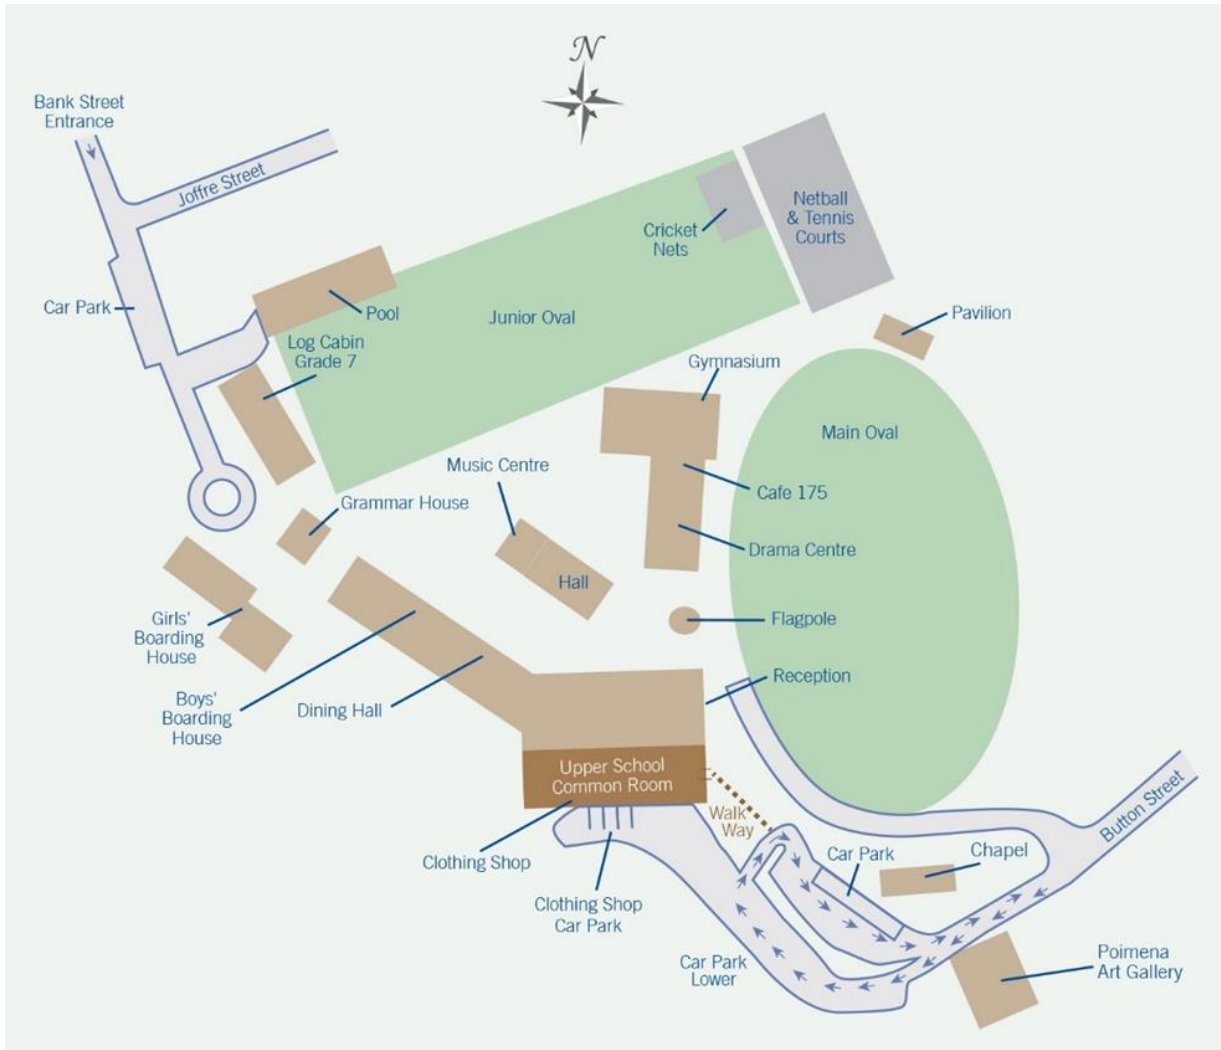 N
Bank Street
Entrance
Joffre Street
Car Park
Pool
Log Cabin
Grade 7
Junior Oval
Cricket
Nets
Netball
& Tennis
Courts
Pavilion
Gymnasium
Main Oval
Music Centre
Cafe 175
Grammar House
Drama Centre
Hall
Girls'
Boarding
House
Flagpole
Reception
Boys'
Boarding
House
Dining Hall
Upper School
Common Room
Walk
Way
Button Street
Clothing Shop
Car Park
Chapel
Clothing Shop
Car Park
Car Park
Lower
Poimena
Art Gallery